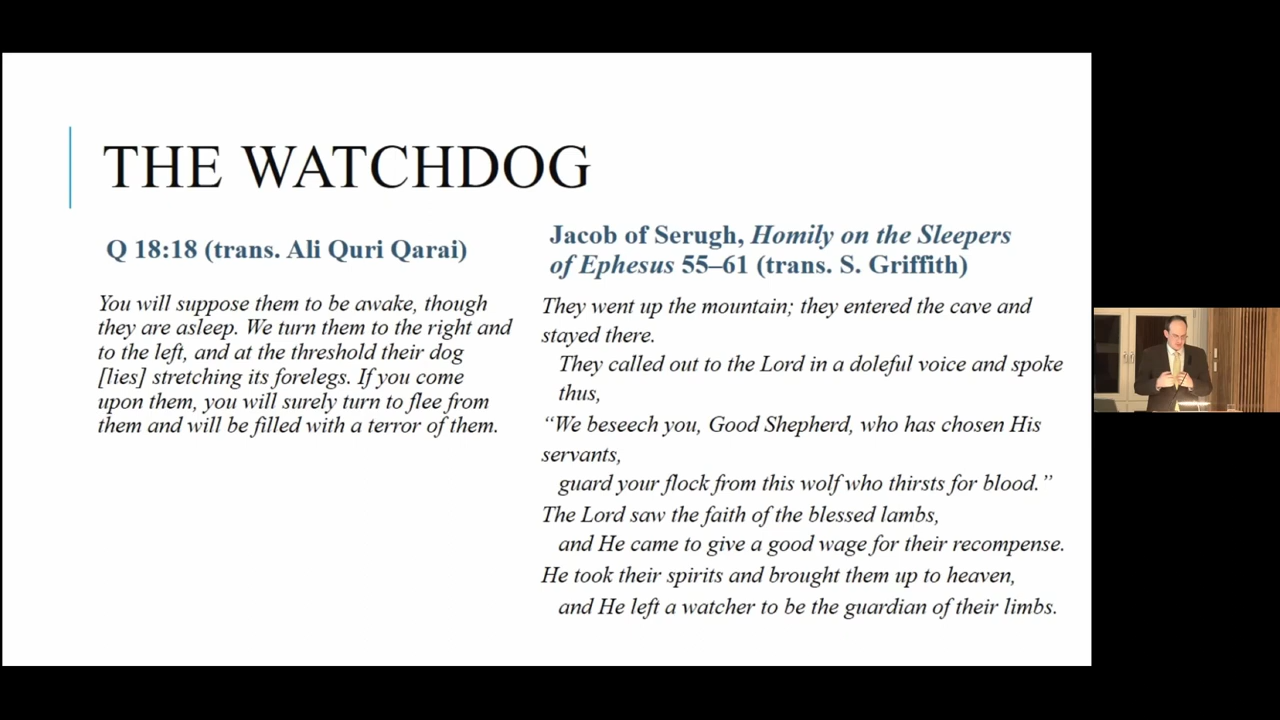 THE WATCHDOG
Q 18:18 (trans. Ali Quri Qarai)
You will suppose them to be awake, though
they are asleep. We turn them to the right and
to the left, and at the threshold their dog
[lies] stretching its forelegs. If you come
upon them, you will surely turn to flee from
them and will be filled with a terror of them.
Jacob of Serugh, Homily on the Sleepers
of Ephesus 55–61 (trans. S. Griffith)
They went up the mountain; they entered the cave and
stayed there.
They called out to the Lord in a doleful voice and spoke
thus,
“We beseech you, Good Shepherd, who has chosen His
servants,
guard your flock from this wolf who thirsts for blood.”
The Lord saw the faith of the blessed lambs,
and He came to give a good wage for their recompense.
He took their spirits and brought them up to heaven,
and He left a watcher to be the guardian of their limbs.